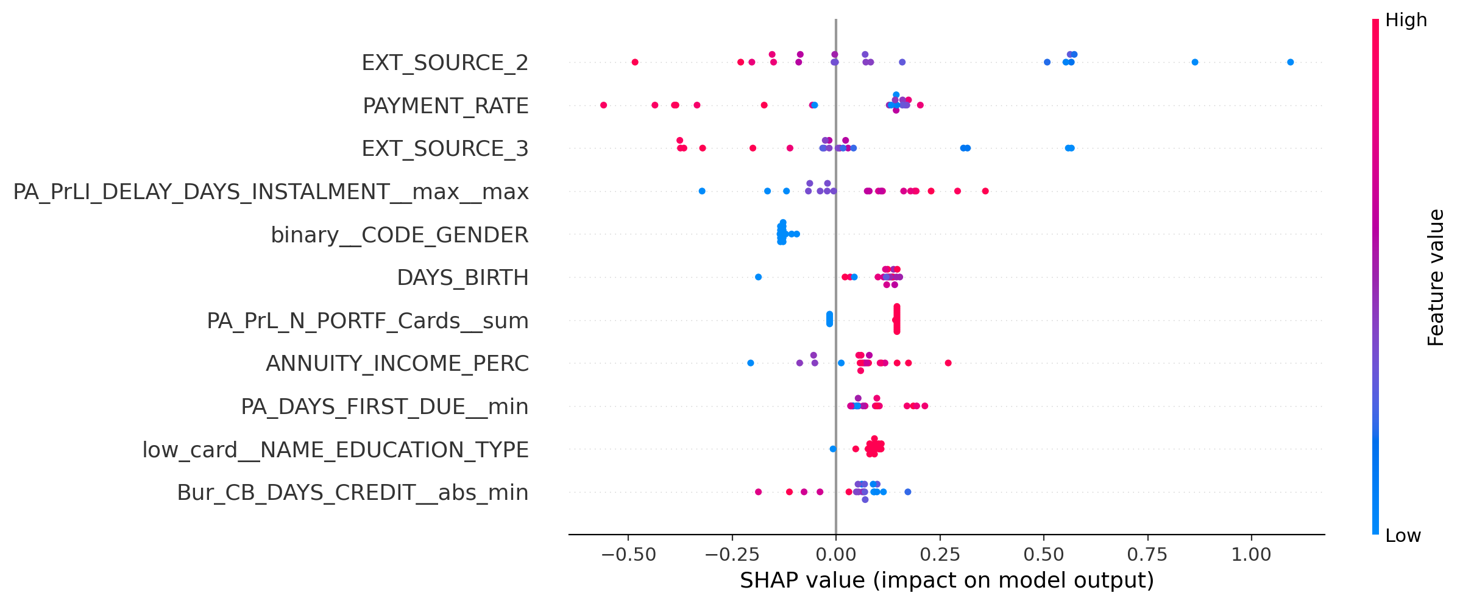 High
EXT_SOURCE_2
PAYMENT_RATE
EXT_SOURCE_3
PA_PrLI_DELAY_DAYS_INSTALMENT__max__max
binary__CODE_GENDER
DAYS_BIRTH
PA_PrL_N_PORTF_Cards__sum
ANNUITY_INCOME_PERC
PA_DAYS_FIRST_DUE__min
low_card__NAME_EDUCATION_TYPE
Bur_CB_DAYS_CREDIT__abs_min
Feature value
Low
−0.50 −0.25 0.00 0.25 0.50 0.75 1.00
SHAP value (impact on model output)